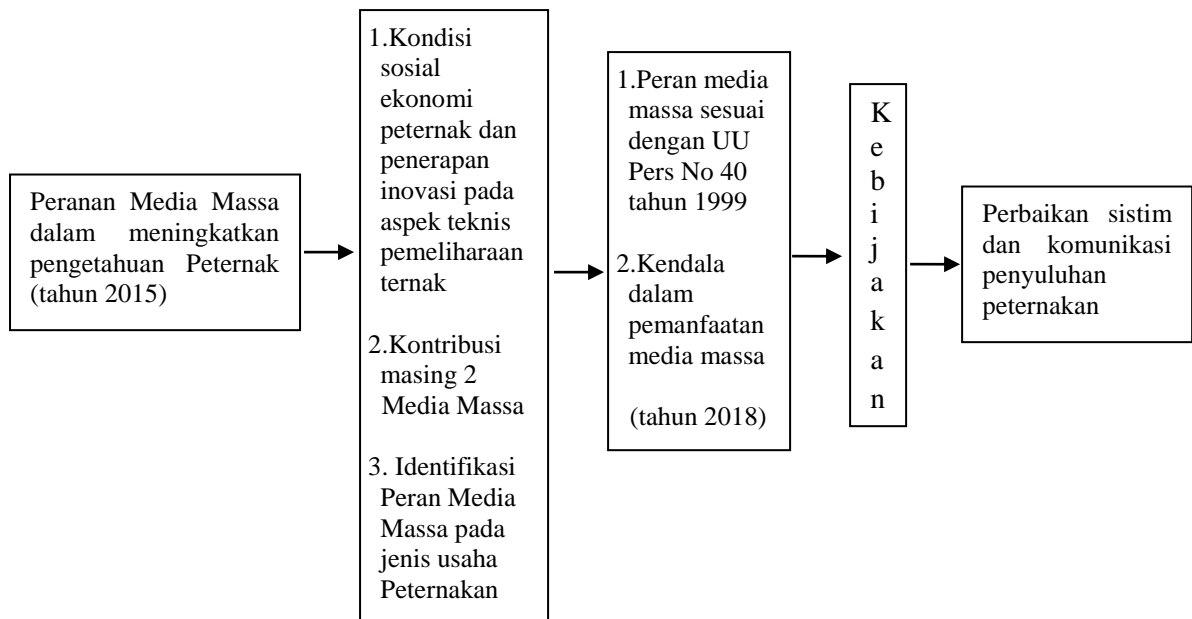 Peranan Media Massa
dalam meningkatkan
pengetahuan Peternak
(tahun 2015)
1.Kondisi
sosial
ekonomi
peternak dan
penerapan
inovasi pada
aspek teknis
pemeliharaan
ternak
2.Kontribusi
masing 2
Media Massa
3. Identifikasi
Peran Media
Massa pada
jenis usaha
Peternakan
1.Peran media
massa sesuai
dengan UU
Pers No 40
tahun 1999
2.Kendala
dalam
pemanfaatan
media massa
(tahun 2018)
K
e
b
i
j
a
k
a
n
Perbaikan sistim
dan komunikasi
penyuluhan
peternakan